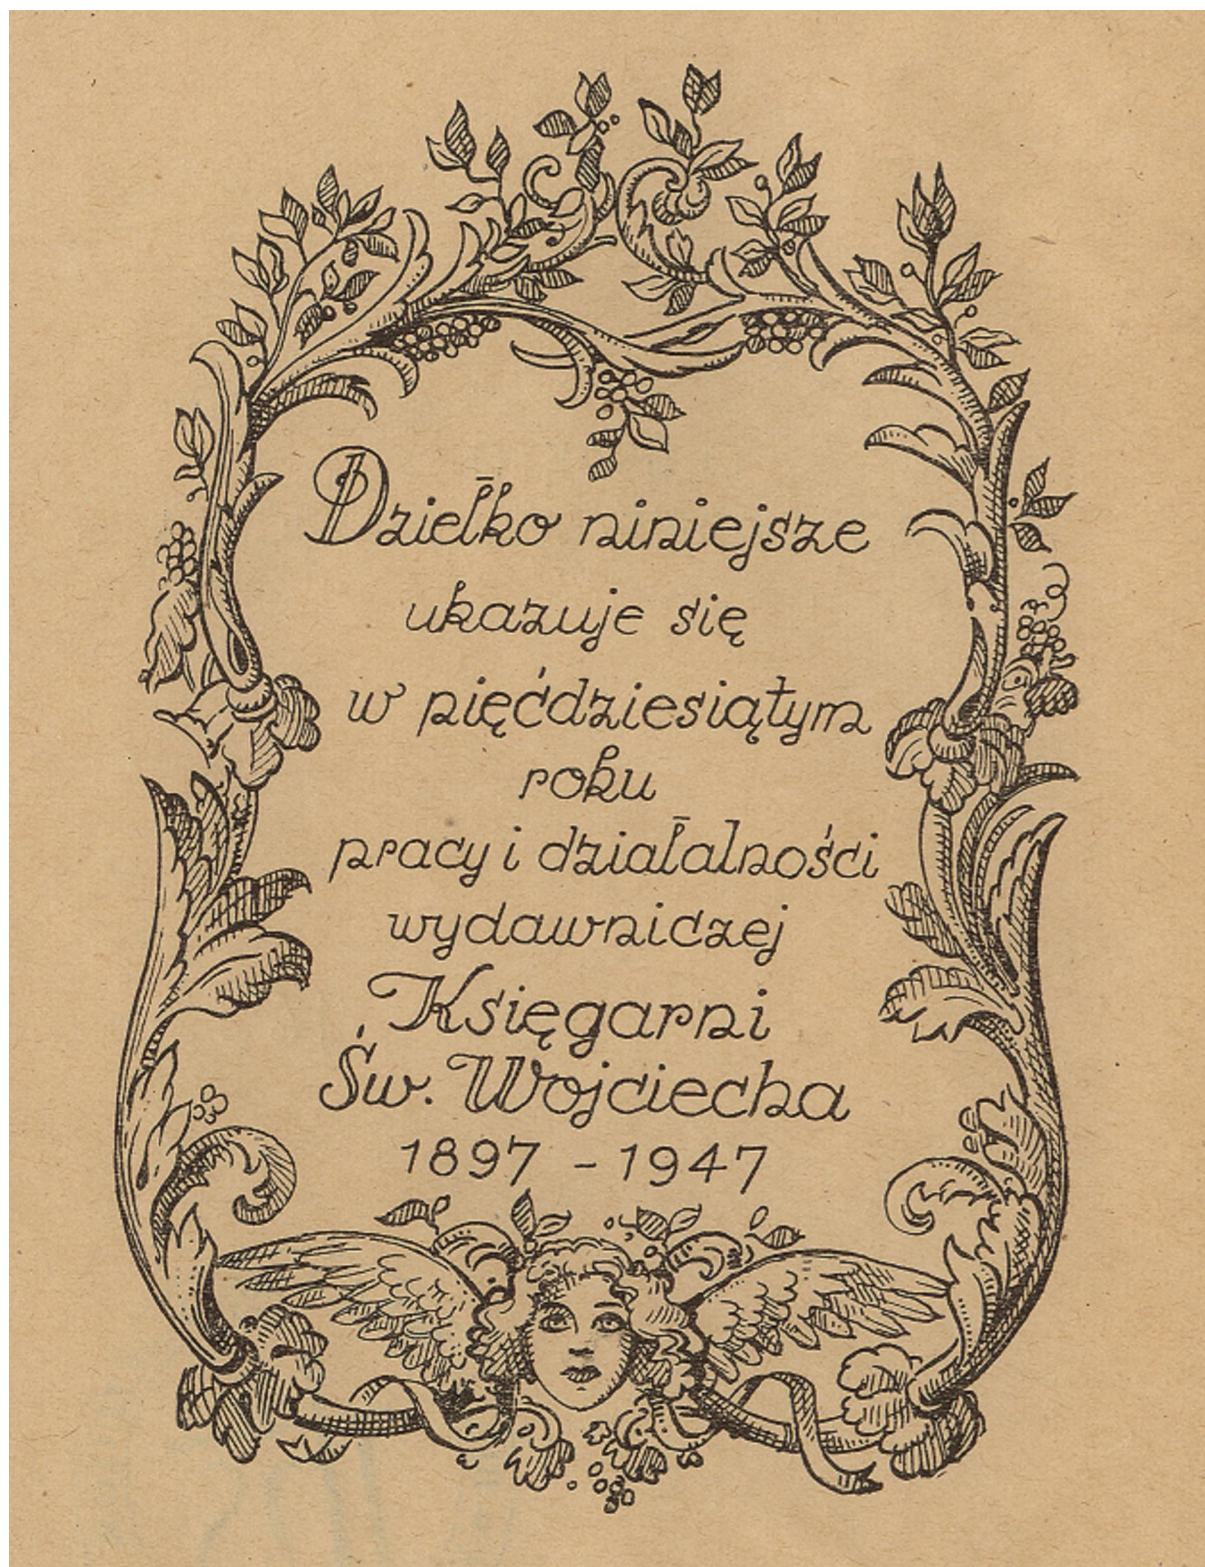 Dziełko niniejsze
ukazuje się
w pięćdziesiątym
roku
pracy i działalności
wydawniczej
Księgarni
Św. Wojciecha
1897 - 1947